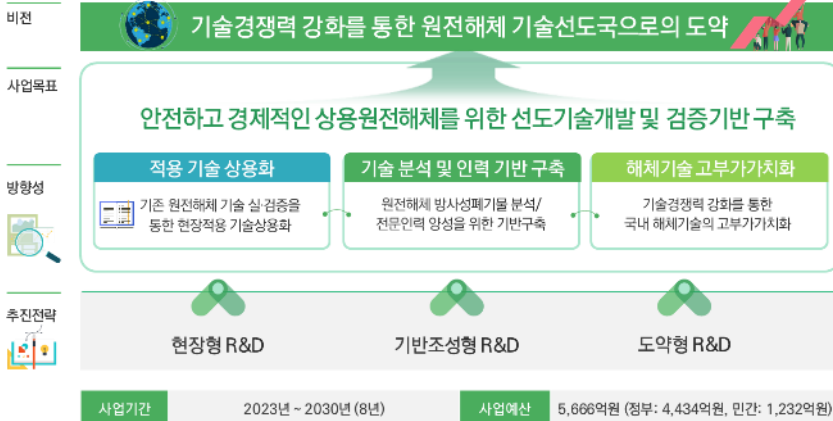 비전
기술경쟁력 강화를 통한 원전해체 기술선도국으로의 도약
사업목표
안전하고 경제적인 상용원전해체를 위한 선도기술개발 및 검증기반 구축
방향성
적용 기술 상용화
기존 원전해체 기술 실·검증을
통한 현장적용 기술상용화
기술 분석 및 인력 기반 구축
원전해체 방사성폐기물 분석/
전문인력 양성을 위한 기반구축
해체기술 고부가가치화
기술경쟁력 강화를 통한
국내 해체기술의 고부가가치화
추진전략
현장형 R&D
기반조성형 R&D
도약형 R&D
사업기간
2023년 ~ 2030년 (8년)
사업예산
5,666억원 (정부: 4,434억원, 민간: 1,232억원)